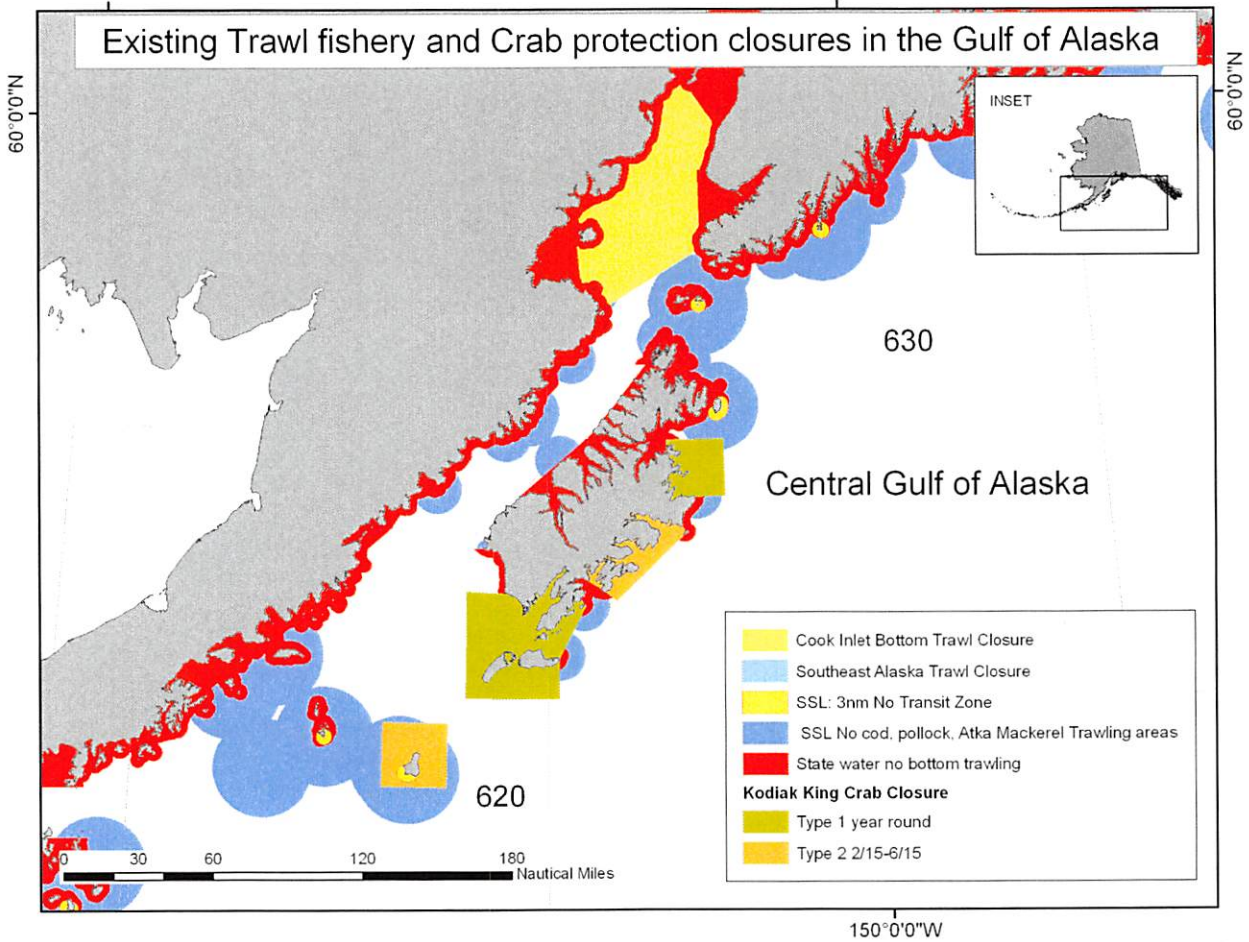 Existing Trawl fishery and Crab protection closures in the Gulf of Alaska
60°0'0"N
60°0'0"N
INSET
630
Central Gulf of Alaska
620
Cook Inlet Bottom Trawl Closure
Southeast Alaska Trawl Closure
SSL: 3nm No Transit Zone
SSL No cod, pollock, Atka Mackerel Trawling areas
State water no bottom trawling
Kodiak King Crab Closure
Type 1 year round
Type 2 2/15-6/15
0 30 60 120 180
Nautical Miles
150°0'0"W